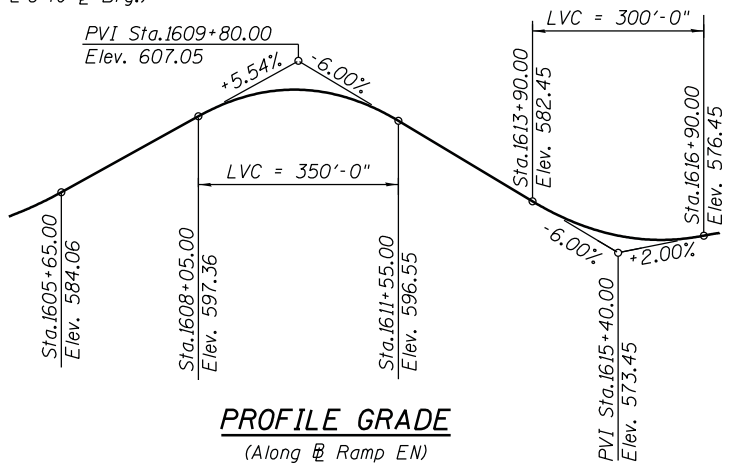 PVI Sta.1609+80.00
Elev. 607.05
+5.54%
-6.00%
LVC = 350'-0"
LVC = 300'-0"
Sta.1605+65.00
Elev. 584.06
Sta.1608+05.00
Elev. 597.36
Sta.1611+55.00
Elev. 596.55
Sta.1613+90.00
Elev. 582.45
-6.00%
+2.00%
PVI Sta.1615+40.00
Elev. 573.45
Sta.1616+90.00
Elev. 576.45
PROFILE GRADE
(Along ⅊ Ramp EN)